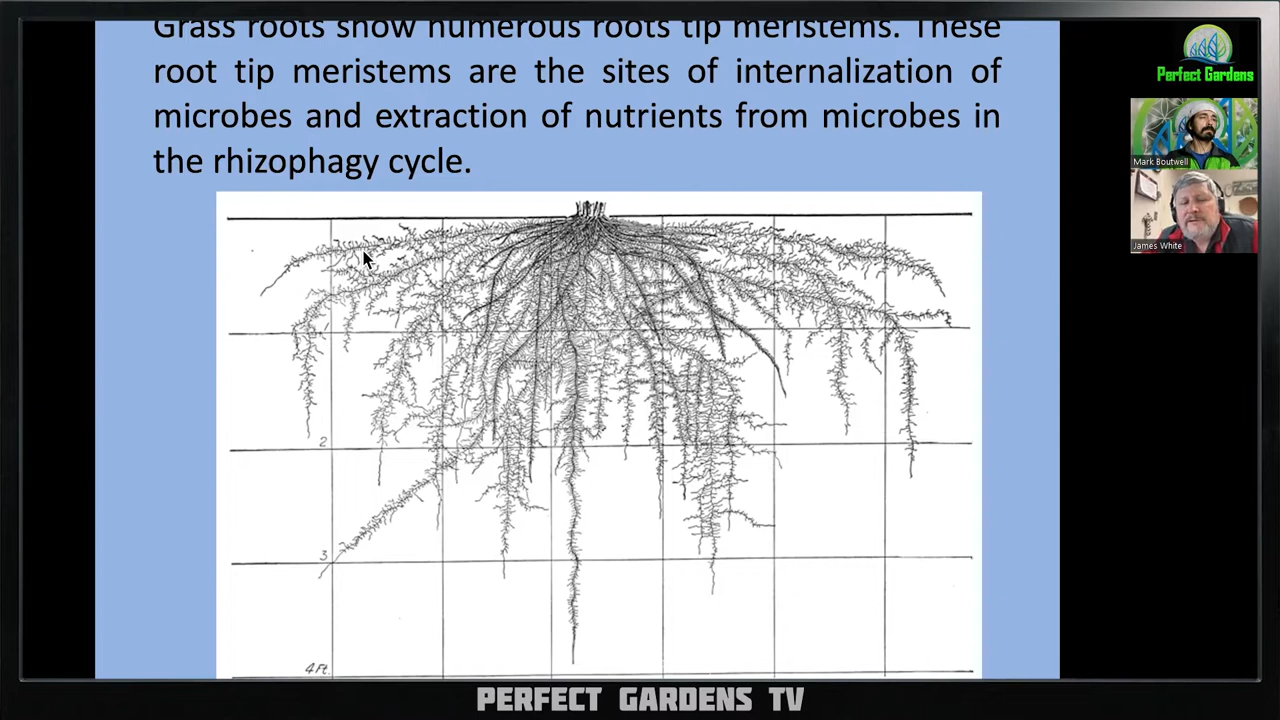 Grass roots show numerous roots tip meristems. These
root tip meristems are the sites of internalization of
microbes and extraction of nutrients from microbes in
the rhizophagy cycle.
Perfect Gardens
Mark Boutwell
James White
2
3
4 Ft.
PERFECT GARDENS TV